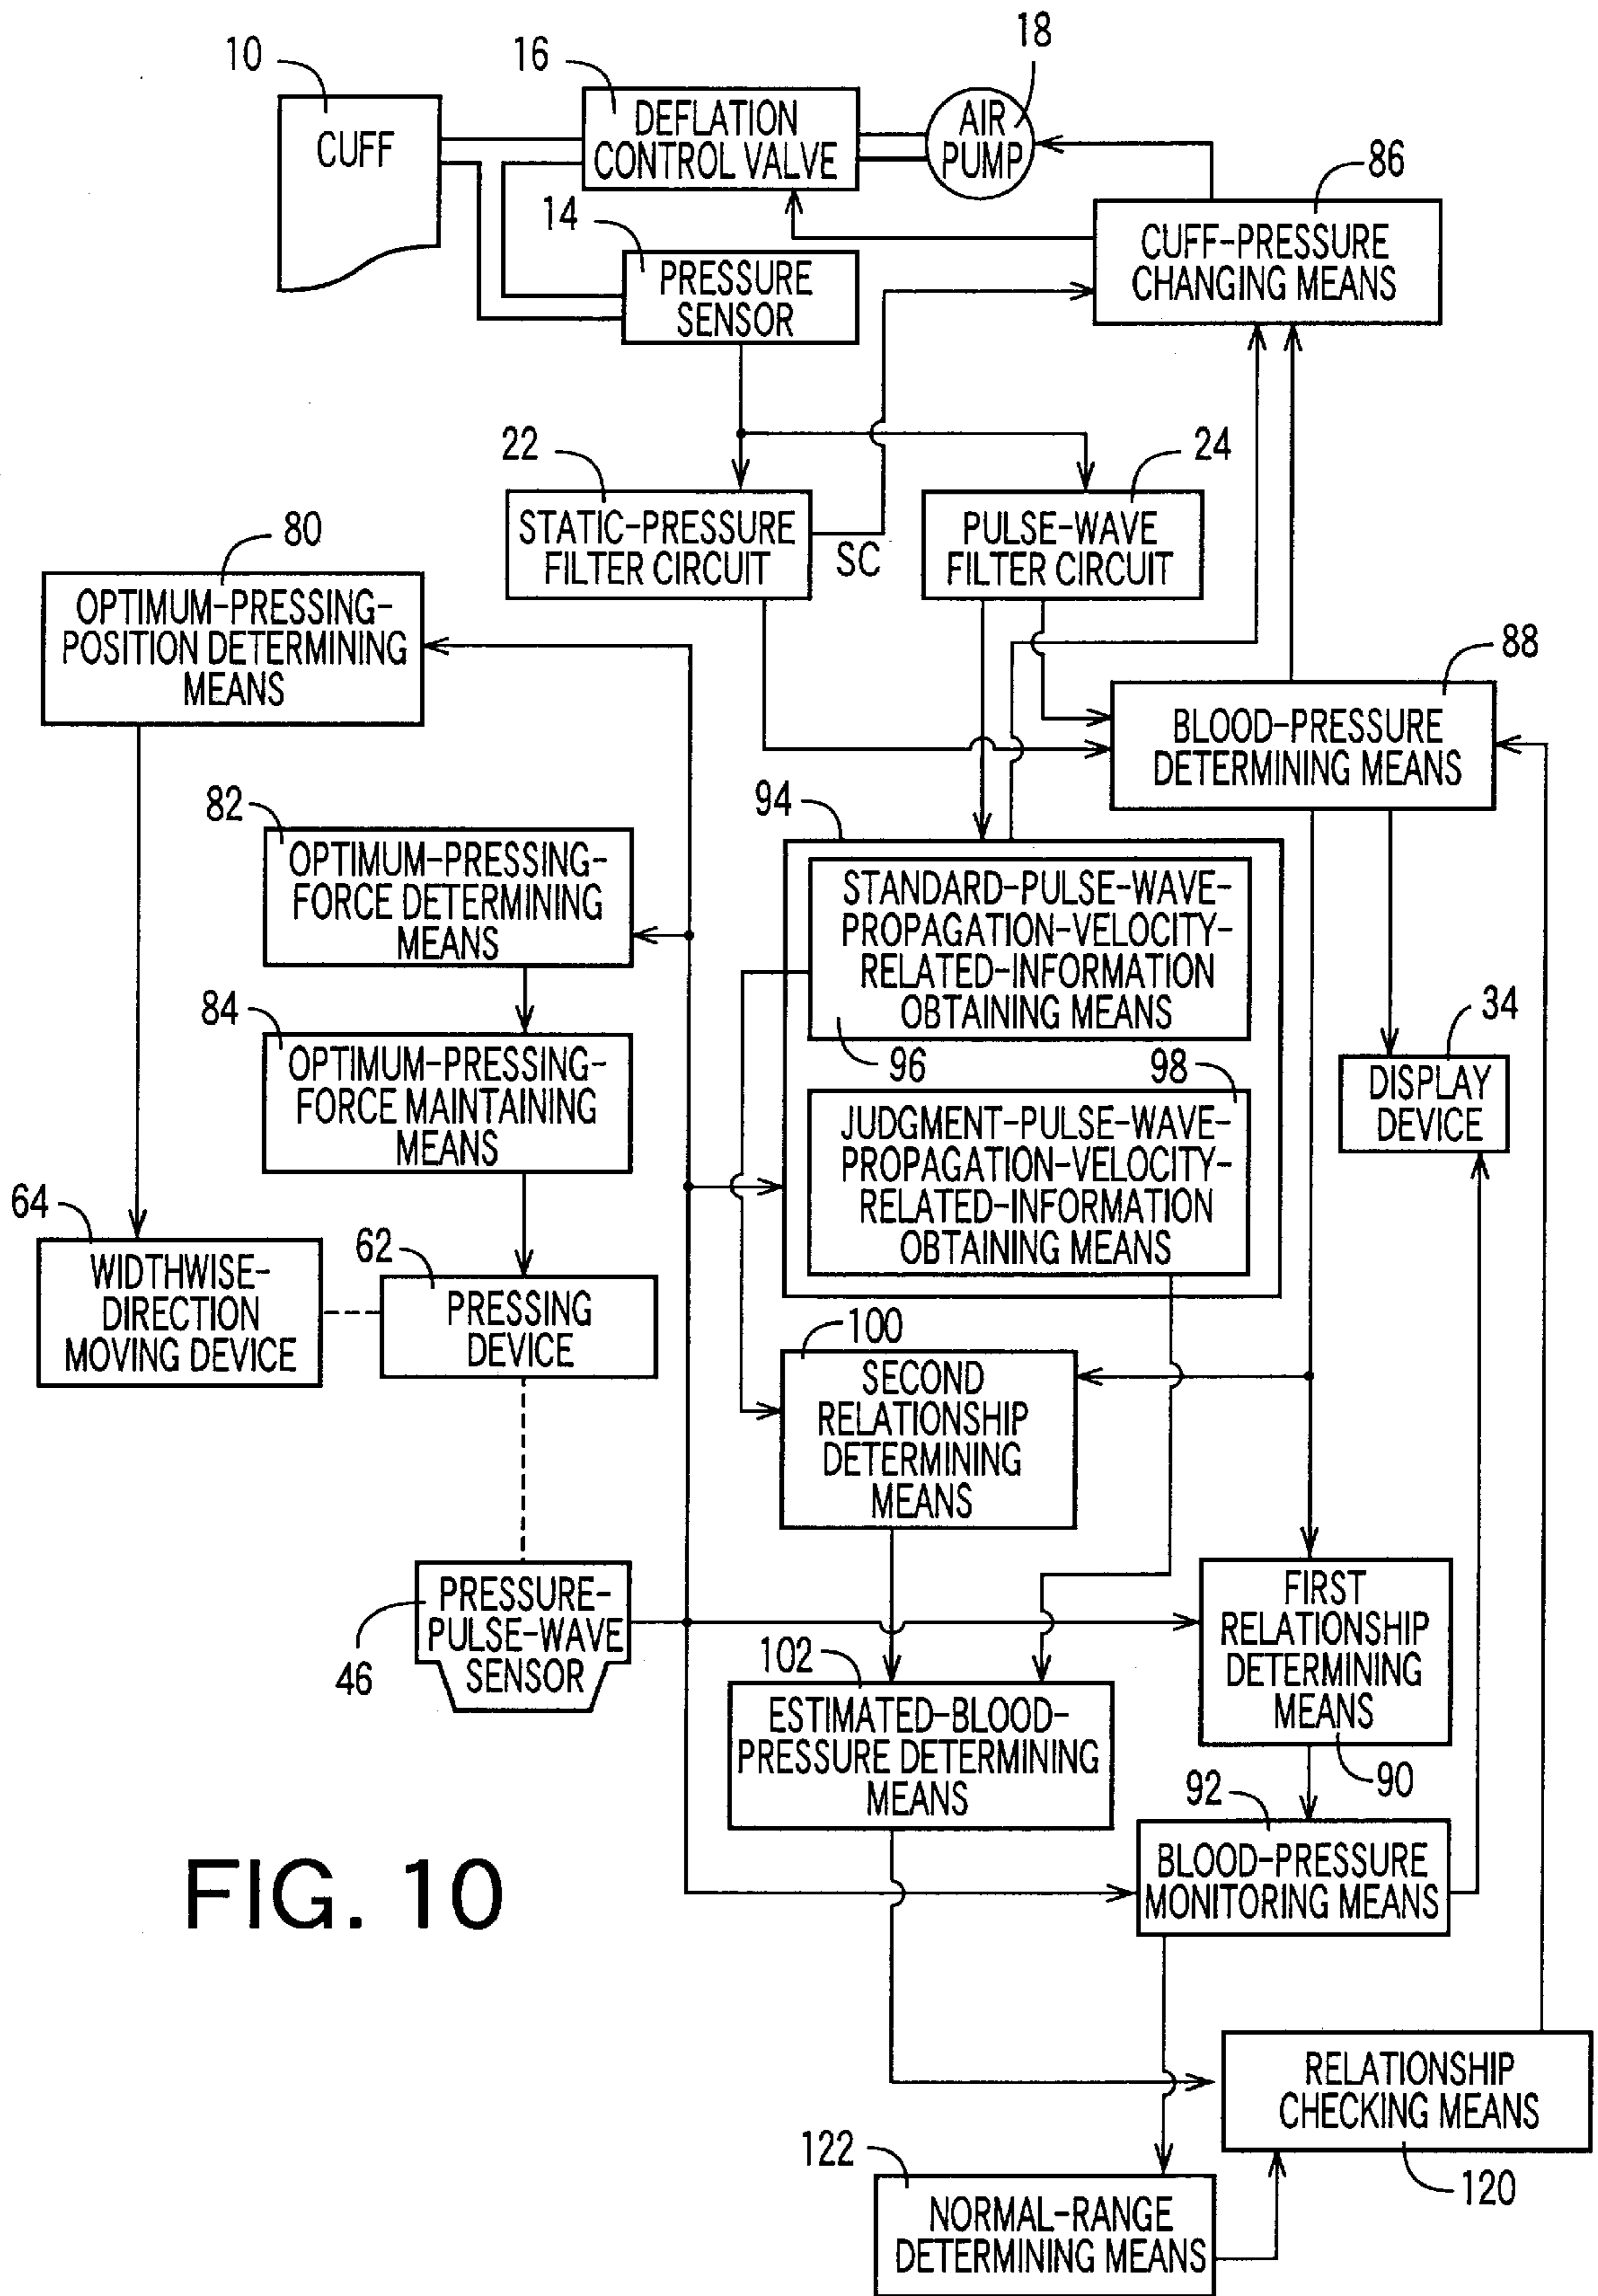 10
CUFF
16
DEFLATION
CONTROL VALVE
18
AIR
PUMP
14
PRESSURE
SENSOR
86
CUFF-PRESSURE
CHANGING MEANS
22
STATIC-PRESSURE
FILTER CIRCUIT
SC
24
PULSE-WAVE
FILTER CIRCUIT
80
OPTIMUM-PRESSING-
POSITION DETERMINING
MEANS
88
BLOOD-PRESSURE
DETERMINING MEANS
82
OPTIMUM-PRESSING-
FORCE DETERMINING
MEANS
94
STANDARD-PULSE-WAVE-
PROPAGATION-VELOCITY-
RELATED-INFORMATION
OBTAINING MEANS
96
84
OPTIMUM-PRESSING-
FORCE MAINTAINING
MEANS
98
JUDGMENT-PULSE-WAVE-
PROPAGATION-VELOCITY-
RELATED-INFORMATION
OBTAINING MEANS
34
DISPLAY
DEVICE
64
WIDTHWISE-
DIRECTION
MOVING DEVICE
62
PRESSING
DEVICE
100
SECOND
RELATIONSHIP
DETERMINING
MEANS
PRESSURE-
PULSE-WAVE
SENSOR
46
FIRST
RELATIONSHIP
DETERMINING
MEANS
90
102
ESTIMATED-BLOOD-
PRESSURE DETERMINING
MEANS
92
BLOOD-PRESSURE
MONITORING MEANS
FIG. 10
RELATIONSHIP
CHECKING MEANS
120
122
NORMAL-RANGE
DETERMINING MEANS